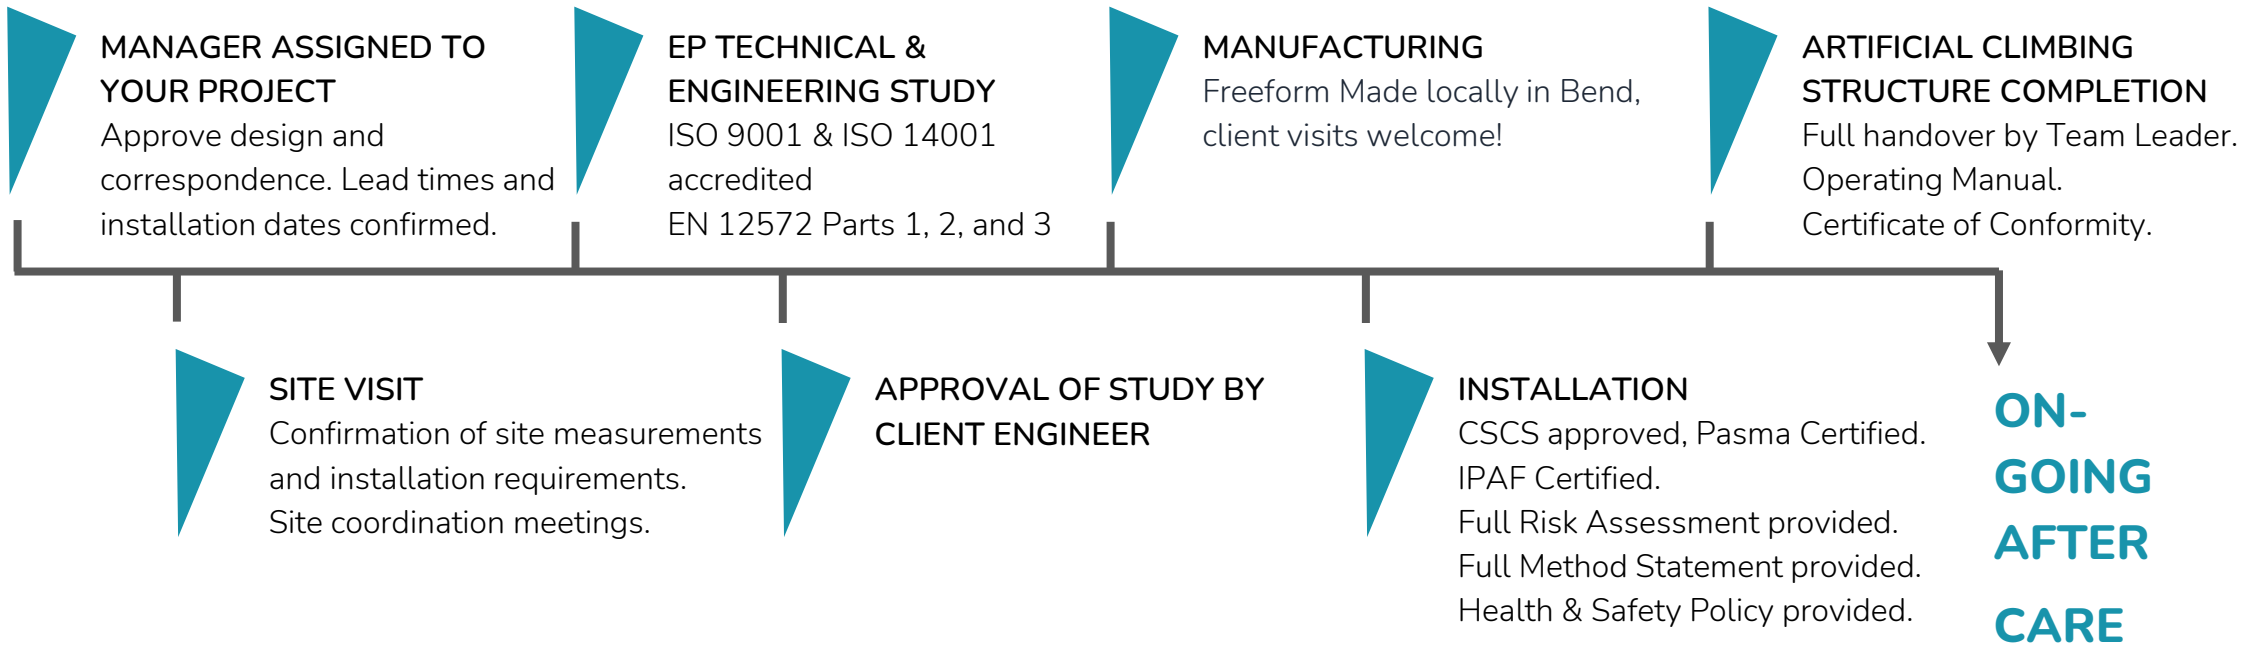 MANAGER ASSIGNED TO
YOUR PROJECT
Approve design and
correspondence. Lead times and
installation dates confirmed.
SITE VISIT
Confirmation of site measurements
and installation requirements.
Site coordination meetings.
EP TECHNICAL &
ENGINEERING STUDY
ISO 9001 & ISO 14001
accredited
EN 12572 Parts 1, 2, and 3
APPROVAL OF STUDY BY
CLIENT ENGINEER
MANUFACTURING
Freeform Made locally in Bend,
client visits welcome!
INSTALLATION
CSCS approved, Pasma Certified.
IPAF Certified.
Full Risk Assessment provided.
Full Method Statement provided.
Health & Safety Policy provided.
ARTIFICIAL CLIMBING
STRUCTURE COMPLETION
Full handover by Team Leader.
Operating Manual.
Certificate of Conformity.
ON-
GOING
AFTER
CARE